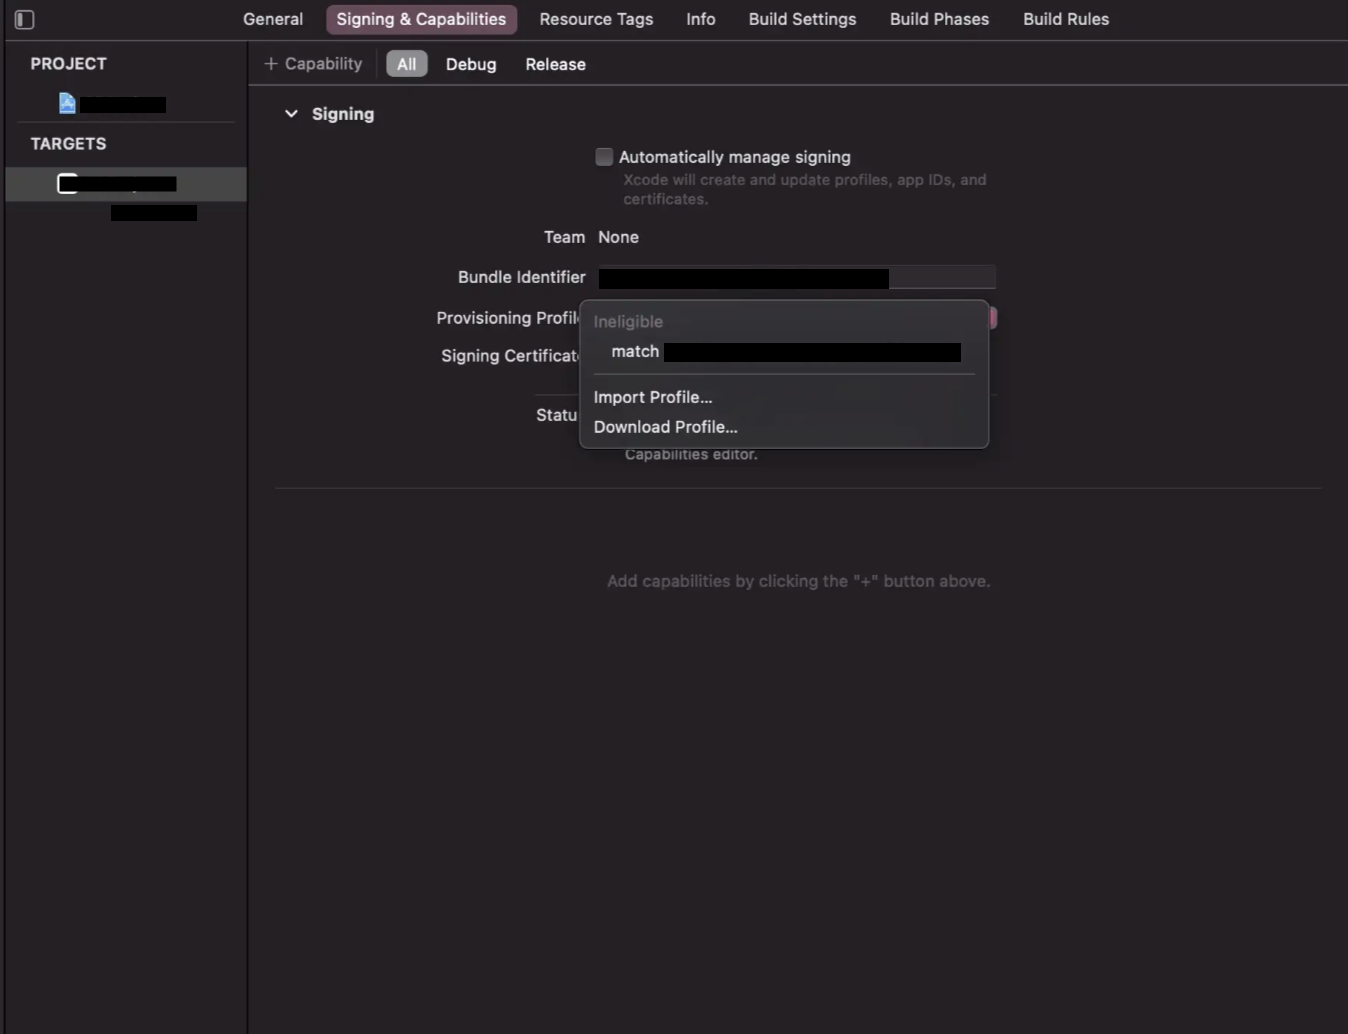 General
Signing & Capabilities
Resource Tags
Info
Build Settings
Build Phases
Build Rules
PROJECT
TARGETS
+ Capability
All
Debug
Release
Signing
Automatically manage signing
Xcode will create and update profiles, app IDs, and
certificates.
Team None
Bundle Identifier
Provisioning Profil
Ineligible
match
Signing Certificat
Import Profile...
Statu
Download Profile...
Capabilities editor.
Add capabilities by clicking the "+" button above.